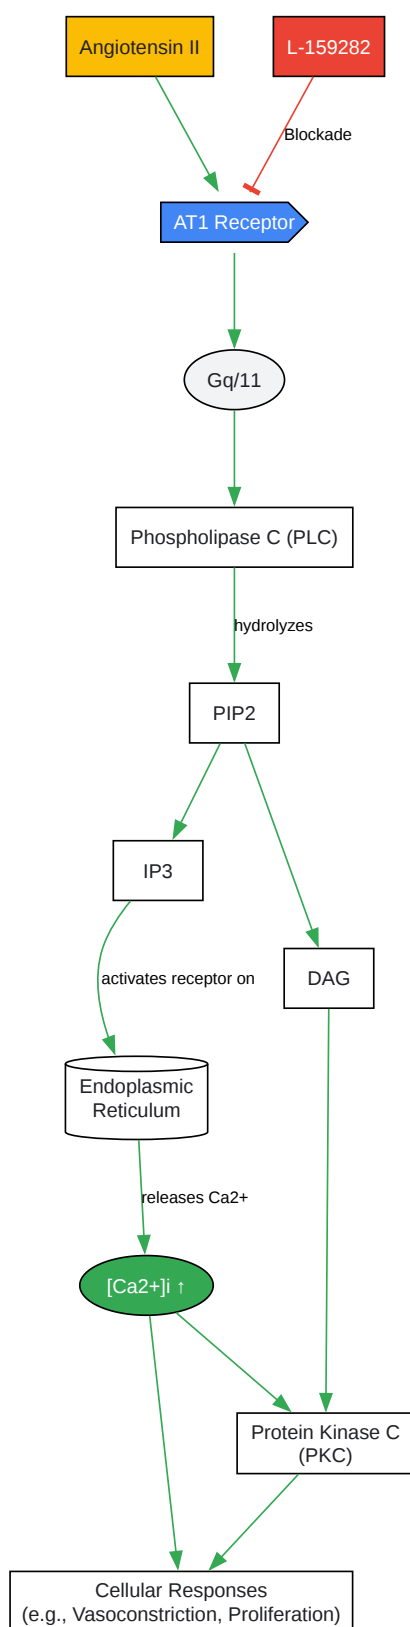 Angiotensin II
L-159282
Blockade
AT1 Receptor
Gq/11
Phospholipase C (PLC)
hydrolyzes
PIP2
IP3
activates receptor on
DAG
Endoplasmic
Reticulum
releases Ca2+
[Ca2+]i ↑
Protein Kinase C
(PKC)
Cellular Responses
(e.g., Vasoconstriction, Proliferation)